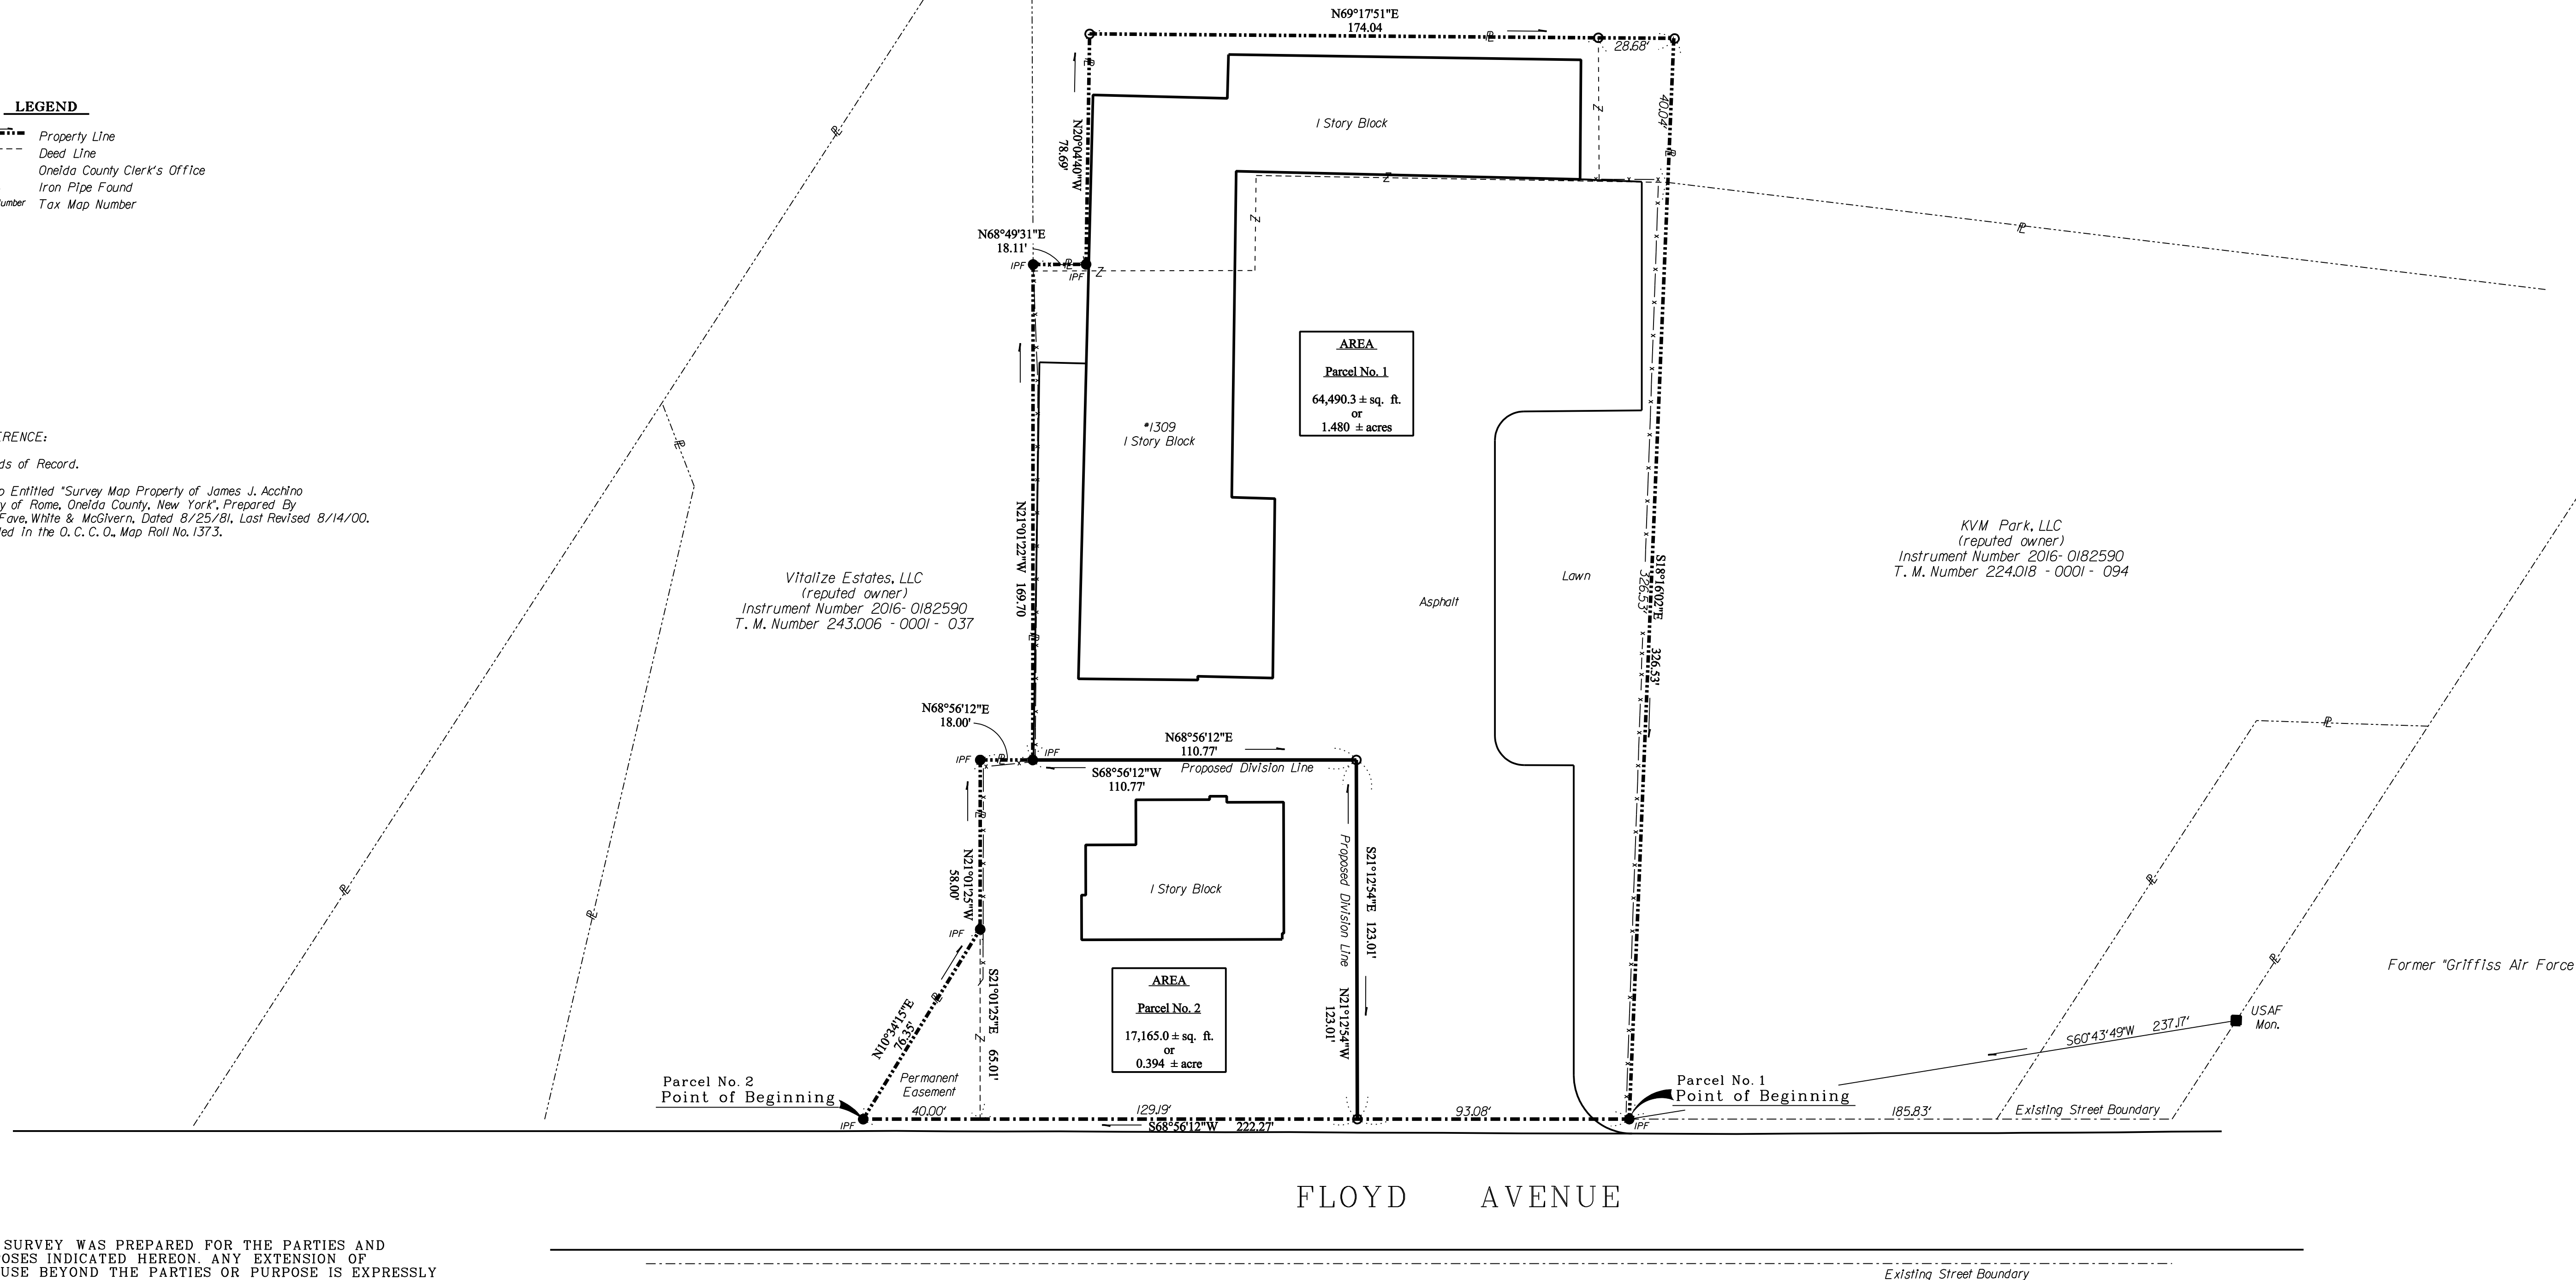 N69°17'51"E
174.04
28.68'
40.04'
LEGEND
Property Line
Deed Line
Oneida County Clerk's Office
Iron Pipe Found
Tax Map Number
N20°04'40"W
78.69'
1 Story Block
N68°49'31"E
18.11'
IPF
IPF
AREA
Parcel No. 1
64,490.3 ± sq. ft.
or
1.480 ± acres
#1309
1 Story Block
ERENCE:
ds of Record.
p Entitled "Survey Map Property of James J. Acchino
y of Rome, Oneida County, New York", Prepared By
Fave, White & McGivern, Dated 8/25/81, Last Revised 8/14/00.
led in the O. C. C. O., Map Roll No. 1373.
N21°01'22"W 169.70
Vitalize Estates, LLC
(reputed owner)
Instrument Number 2016- 0182590
T. M. Number 243.006 - 0001 - 037
Asphalt
Lawn
326.53'
S18°16'02"E 326.53'
KVM Park, LLC
(reputed owner)
Instrument Number 2016- 0182590
T. M. Number 224.018 - 0001 - 094
N68°56'12"E
18.00'
IPF
IPF
N68°56'12"E
110.77'
Proposed Division Line
S68°56'12"W
110.77'
N21°01'25"W
58.00'
IPF
1 Story Block
Proposed Division Line
S21°12'54"E 123.01'
N21°12'54"W
123.01'
AREA
Parcel No. 2
17,165.0 ± sq. ft.
or
0.394 ± acre
S21°01'25"E 65.01'
N10°34'15"E
76.35'
Permanent
Easement
Parcel No. 2
Point of Beginning
IPF
40.00'
129.19'
93.08'
S68°56'12"W 222.27'
Parcel No. 1
Point of Beginning
IPF
185.83'
Existing Street Boundary
S60°43'49"W 237.17'
USAF
Mon.
Former "Griffiss Air Force
FLOYD AVENUE
SURVEY WAS PREPARED FOR THE PARTIES AND
OSES INDICATED HEREON. ANY EXTENSION OF
USE BEYOND THE PARTIES OR PURPOSE IS EXPRESSLY
Existing Street Boundary